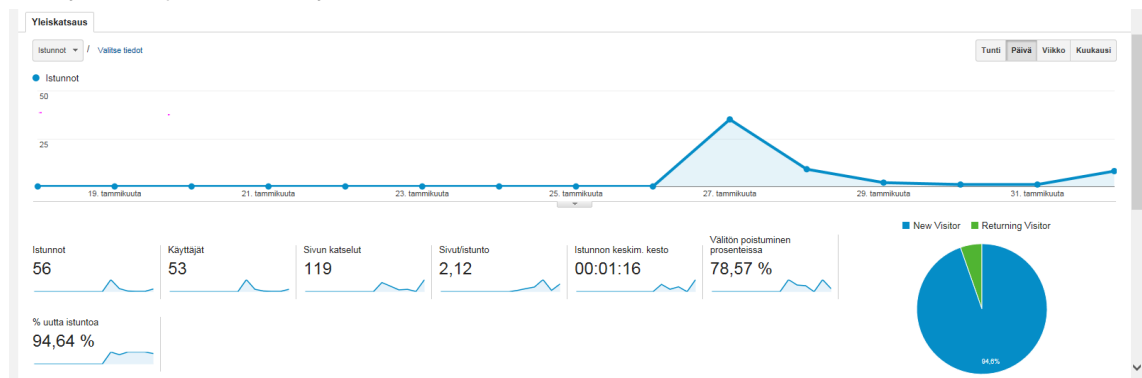 Yleiskatsaus
Istunnot / Valitse tiedot
Tunti Päivä Viikko Kuukausi
Istunnot
50
25
19. tammikuuta 21. tammikuuta 23. tammikuuta 25. tammikuuta 27. tammikuuta 29. tammikuuta 31. tammikuuta
New Visitor Returning Visitor
Istunnot
56
Käyttäjät
53
Sivun katselut
119
Sivut/istunto
2,12
Istunnon keskim. kesto
00:01:16
Välitön poistuminen
prosenteissa
78,57 %
% uutta istuntoa
94,64 %
94,6%